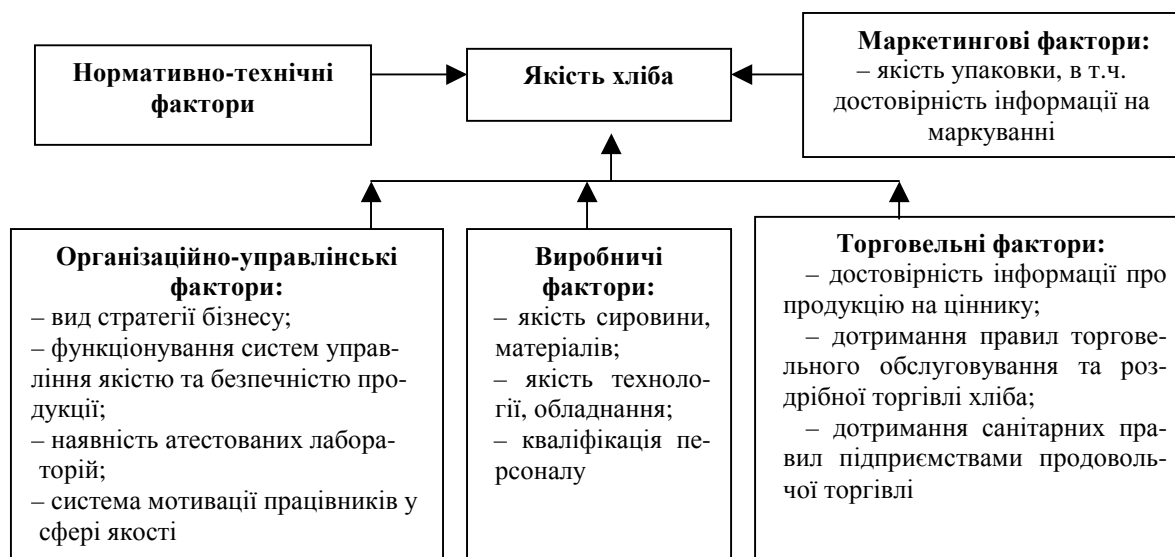 Нормативно-технічні
фактори
Якість хліба
Маркетингові фактори:
– якість упаковки, в т.ч.
достовірність інформації на
маркуванні
Організаційно-управлінські
фактори:
– вид стратегії бізнесу;
– функціонування систем управ-
ління якістю та безпечністю про-
дукції;
– наявність атестованих лабора-
торій;
– система мотивації працівників у
сфері якості
Виробничі
фактори:
– якість сировини,
матеріалів;
– якість техноло-
гії, обладнання;
– кваліфікація пе-
рсоналу
Торговельні фактори:
– достовірність інформації про
продукцію на ціннику;
– дотримання правил торгове-
льного обслуговування та роз-
дрібної торгівлі хліба;
– дотримання санітарних пра-
вил підприємствами продоволь-
чої торгівлі